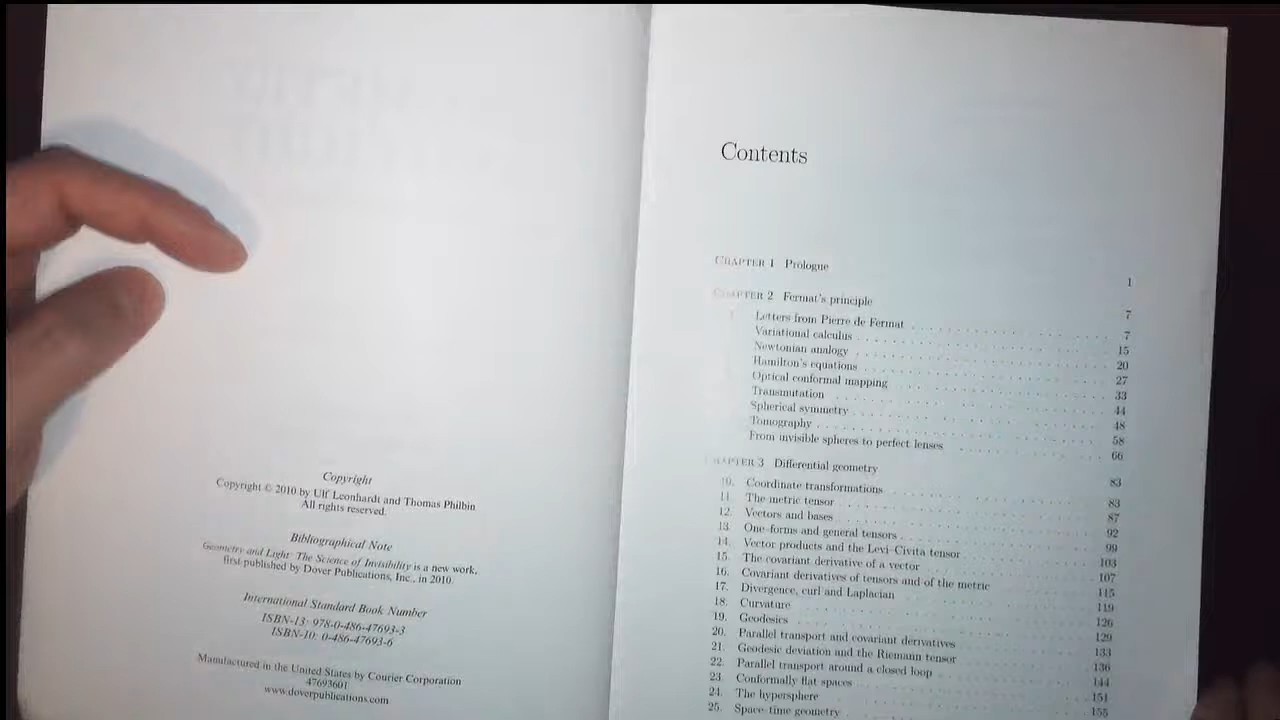 Copyright
Copyright © 2010 by Ulf Leonhardt and Thomas Philbin
All rights reserved.
Bibliographical Note
Geometry and Light: The Science of Invisibility is a new work,
first published by Dover Publications, Inc., in 2010.
International Standard Book Number
ISBN-13: 978-0-486-47693-3
ISBN-10: 0-486-47693-6
Manufactured in the United States by Courier Corporation
47693601
www.doverpublications.com
Contents
CHAPTER 1 Prologue 1
CHAPTER 2 Fermat's principle 7
Letters from Pierre de Fermat 7
Variational calculus 15
Newtonian analogy 20
Hamilton's equations 27
Optical conformal mapping 33
Transmutation 44
Spherical symmetry 48
Tomography 58
From invisible spheres to perfect lenses 66
CHAPTER 3 Differential geometry 83
10. Coordinate transformations 83
11. The metric tensor 87
12. Vectors and bases 92
13. One-forms and general tensors 99
14. Vector products and the Levi-Civita tensor 103
15. The covariant derivative of a vector 107
16. Covariant derivatives of tensors and of the metric 115
17. Divergence, curl and Laplacian 119
18. Curvature 126
19. Geodesics 129
20. Parallel transport and covariant derivatives 133
21. Geodesic deviation and the Riemann tensor 136
22. Parallel transport around a closed loop 144
23. Conformally flat spaces 151
24. The hypersphere 155
25. Space-time geometry